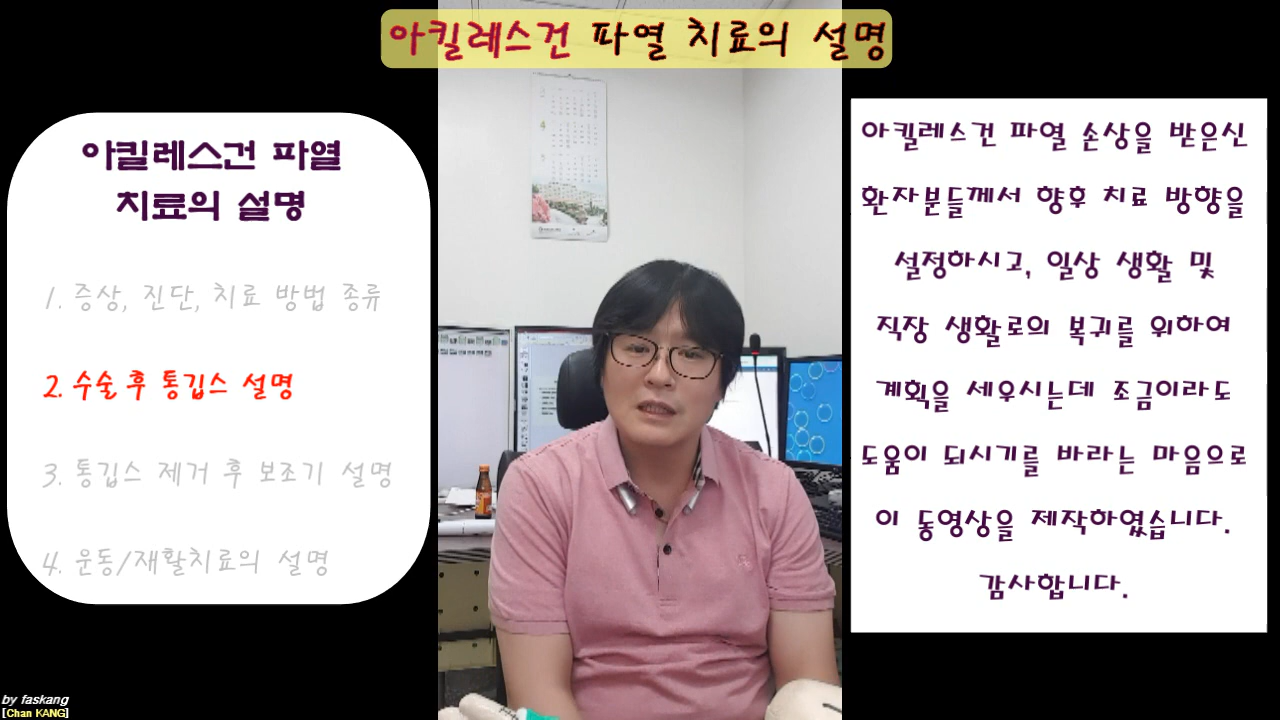 아킬레스건 파열 치료의 설명
아킬레스건 파열
치료의 설명
1. 증상, 진단, 치료 방법 종류
2. 수술 후 통깁스 설명
3. 통깁스 제거 후 보조기 설명
4. 운동/재활치료의 설명
아킬레스건 파열 손상을 받은신
환자분들께서 향후 치료 방향을
설정하시고, 일상 생활 및
직장 생활로의 복귀를 위하여
계획을 세우시는데 조금이라도
도움이 되시기를 바라는 마음으로
이 동영상을 제작하였습니다.
감사합니다.
by faskang
[Chan KANG]